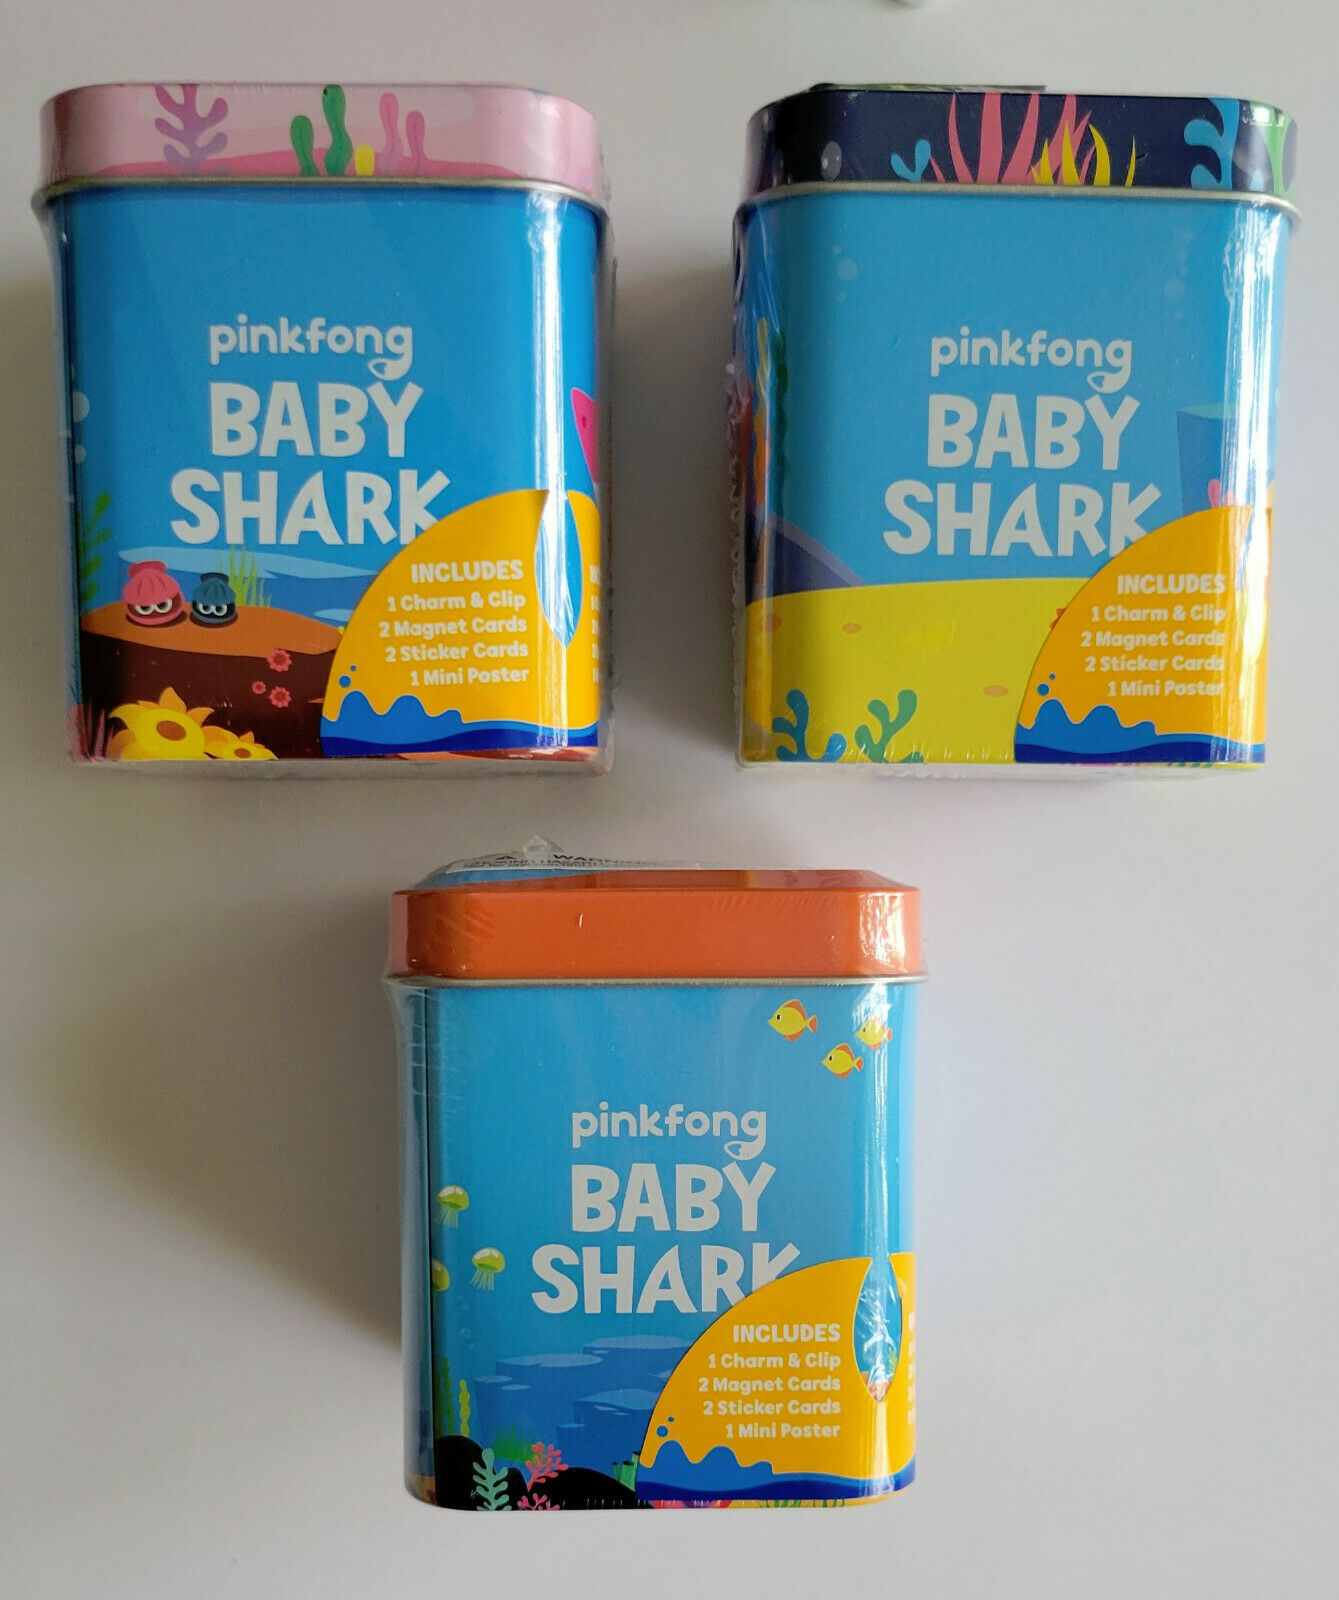 pinkfong
BABY
SHARK
INCLUDES
1 Charm & Clip
2 Magnet Cards
2 Sticker Cards
1 Mini Poster
pinkfong
BABY
SHARK
INCLUDES
1 Charm & Clip
2 Magnet Cards
2 Sticker Cards
1 Mini Poster
WARNING
CHOKING HAZARD
pinkfong
BABY
SHARK
INCLUDES
1 Charm & Clip
2 Magnet Cards
2 Sticker Cards
1 Mini Poster